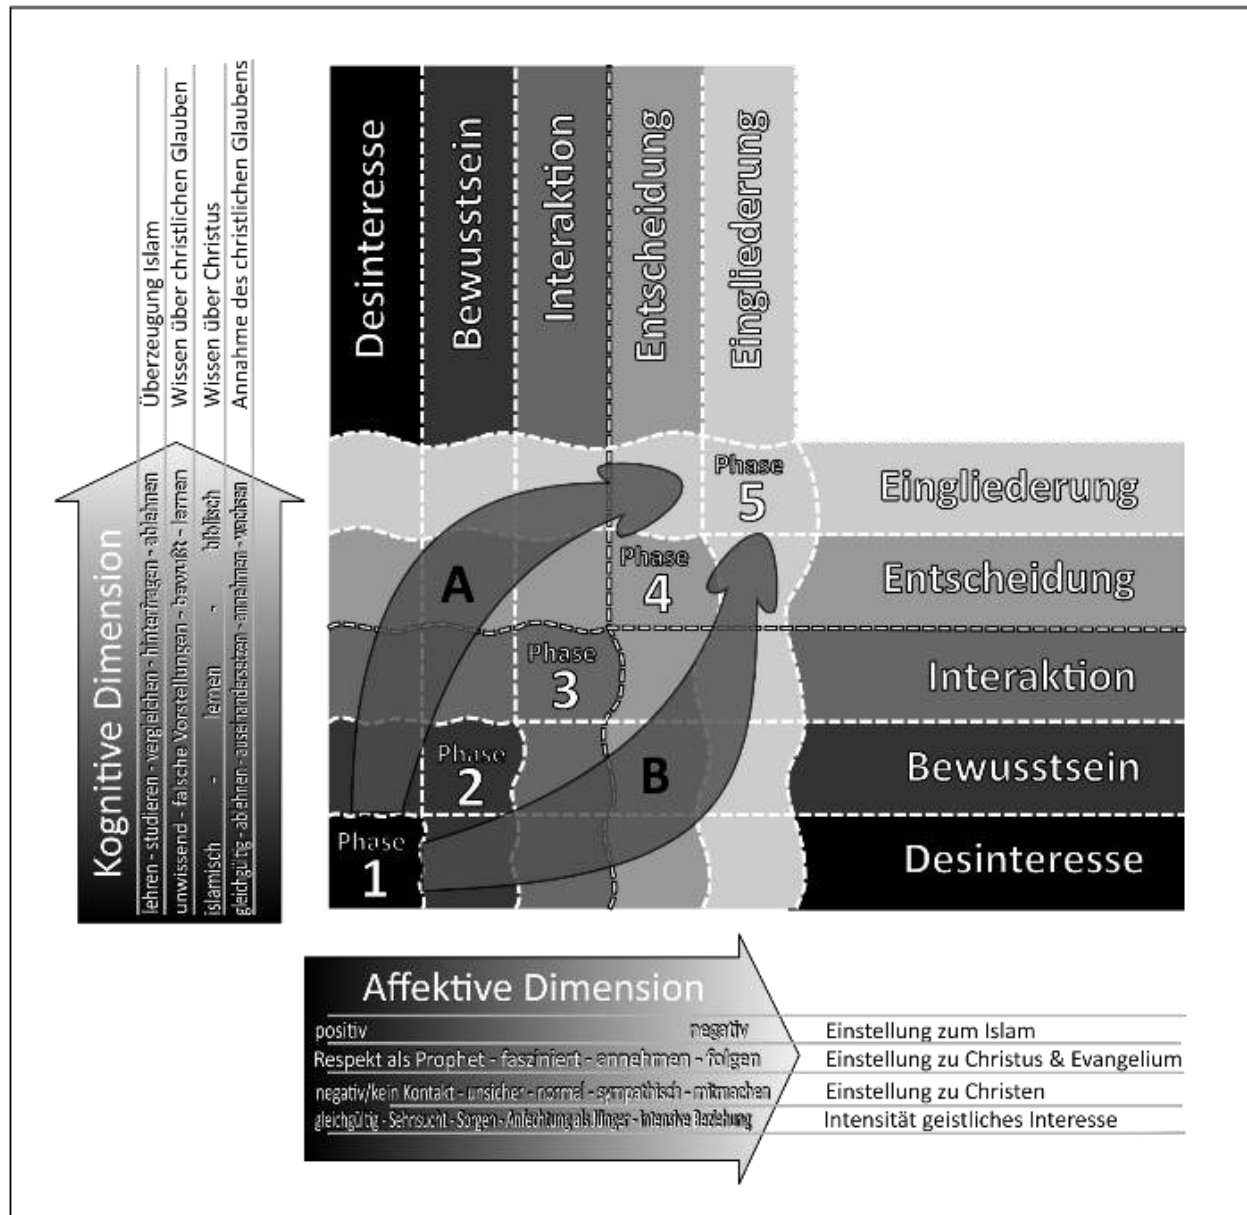 Überzeugung Islam
Wissen über christlichen Glauben
Wissen über Christus
Annahme des christlichen Glaubens
Kognitive Dimension
lehren - studieren - vergleichen - hinterfragen - ablehnen
unwissend - falsche Vorstellungen - bewußt - lernen
islamisch - lernen - biblisch
gleichgültig - ablehnen - auseinandersetzen - annehmen - wachsen
Desinteresse
Bewusstsein
Interaktion
Entscheidung
Eingliederung
Phase
5
Eingliederung
A
Phase
4
Entscheidung
Phase
3
Interaktion
Phase
2
B
Bewusstsein
Phase
1
Desinteresse
Affektive Dimension
positiv negativ Einstellung zum Islam
Respekt als Prophet - fasziniert - annehmen - folgen Einstellung zu Christus & Evangelium
negativ/kein Kontakt - unsicher - normal - sympathisch - mitmachen Einstellung zu Christen
gleichgültig - Sehnsucht - Sorgen - Anfechtung als Jünger - intensive Beziehung Intensität geistliches Interesse